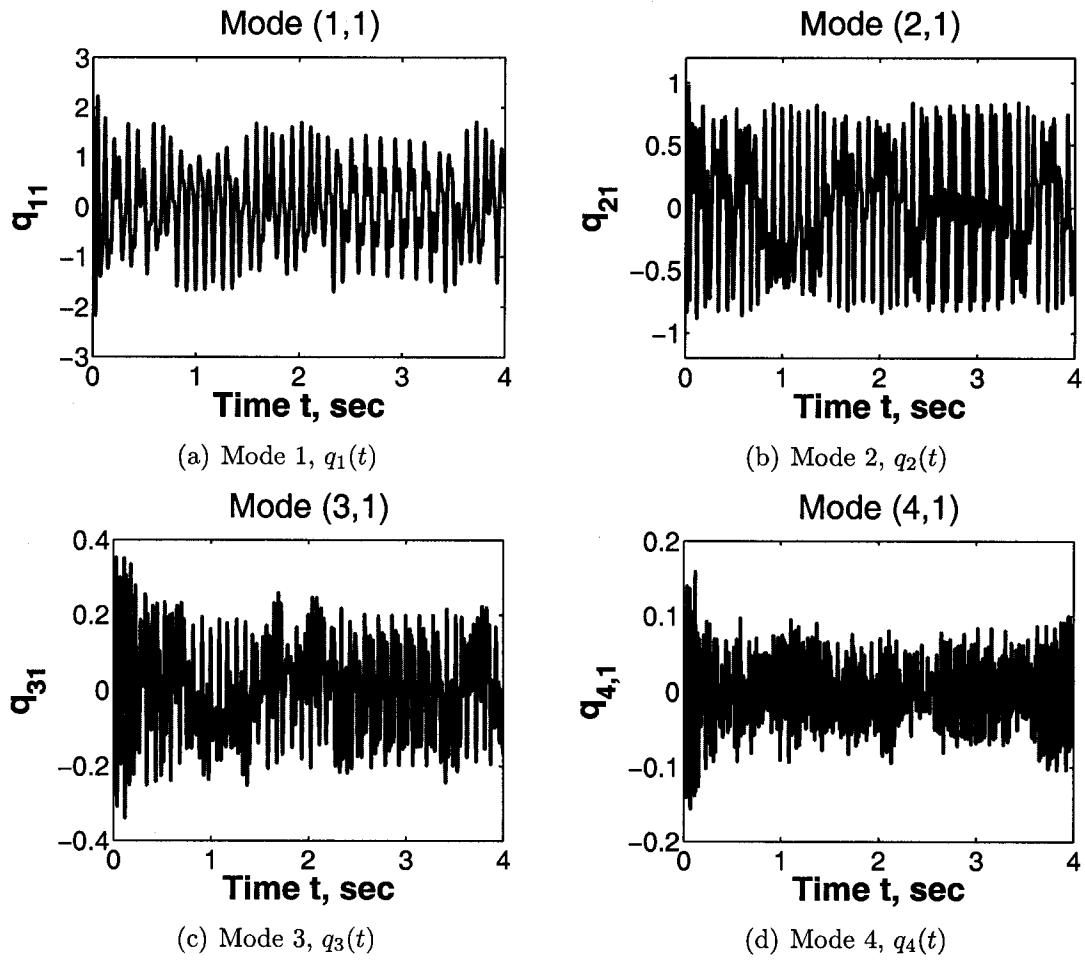 Mode (1,1)
3
2
1
0
−1
−2
−3
q11
0 1 2 3 4
Time t, sec
(a) Mode 1, q1(t)
Mode (2,1)
1
0.5
0
−0.5
−1
q21
0 1 2 3 4
Time t, sec
(b) Mode 2, q2(t)
Mode (3,1)
0.4
0.2
0
−0.2
−0.4
q31
0 1 2 3 4
Time t, sec
(c) Mode 3, q3(t)
Mode (4,1)
0.2
0.1
0
−0.1
−0.2
q4,1
0 1 2 3 4
Time t, sec
(d) Mode 4, q4(t)